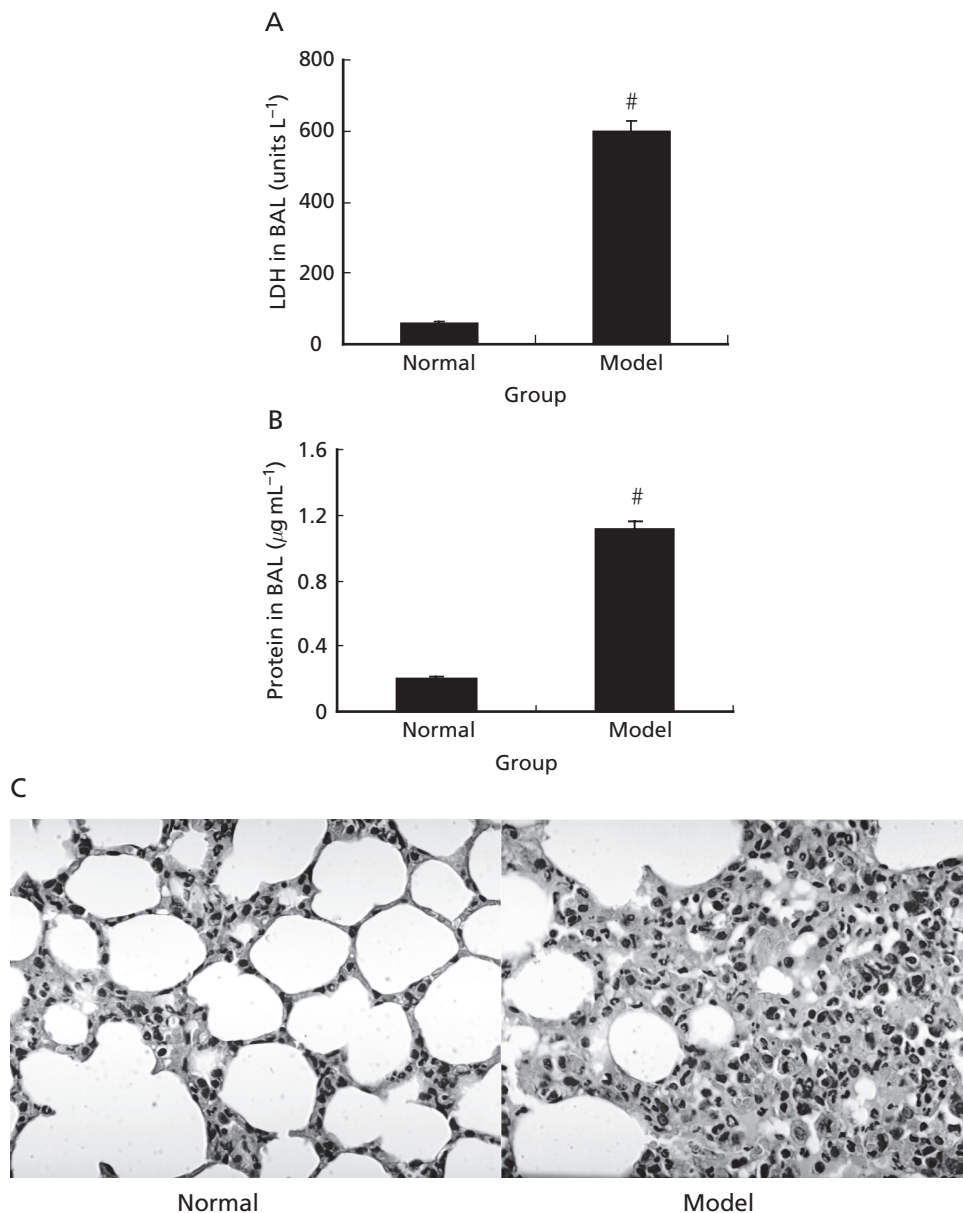 A
800
600
400
200
0
LDH in BAL (units L⁻¹)
#
Normal Model
Group
B
1.6
1.2
0.8
0.4
0
Protein in BAL (μg mL⁻¹)
#
Normal Model
Group
C
Normal Model